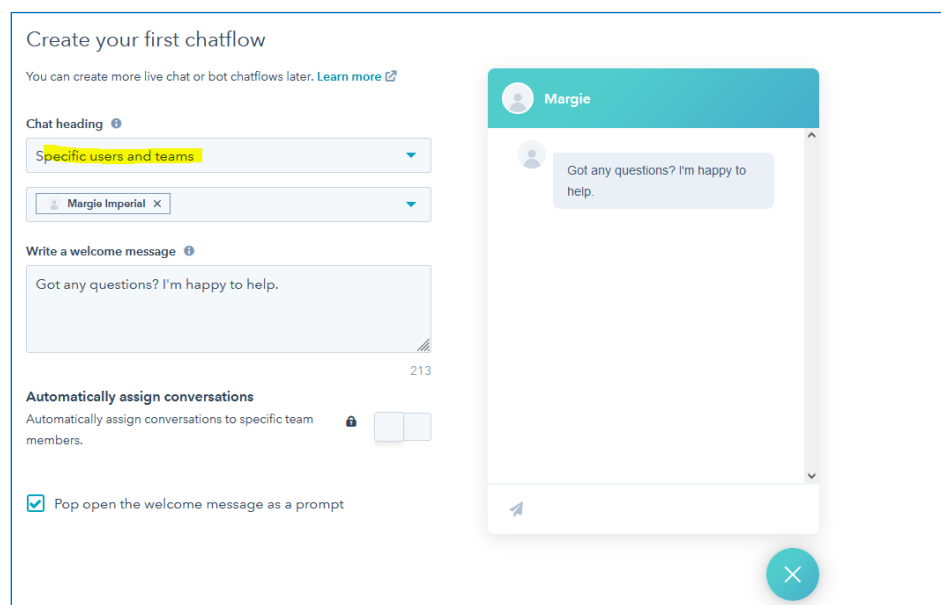 Create your first chatflow
You can create more live chat or bot chatflows later. Learn more
Chat heading
Specific users and teams
Margie Imperial
Write a welcome message
Got any questions? I'm happy to help.
213
Automatically assign conversations
Automatically assign conversations to specific team
members.
Pop open the welcome message as a prompt
Margie
Got any questions? I'm happy to
help.